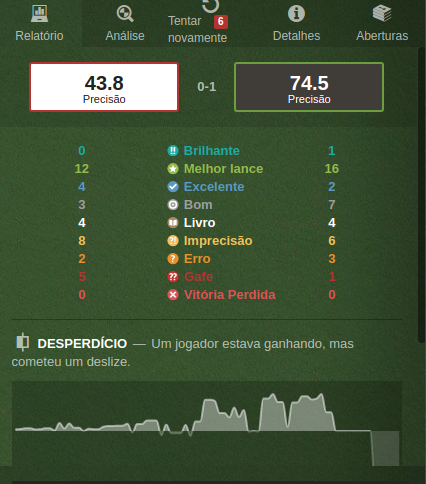 Relatório
Análise
Tentar 6
novamente
Detalhes
Aberturas
43.8
Precisão
0-1
74.5
Precisão
0 Brilhante 1
12 Melhor lance 16
4 Excelente 2
3 Bom 7
4 Livro 4
8 Imprecisão 6
2 Erro 3
5 Gafe 1
0 Vitória Perdida 0
DESPERDÍCIO — Um jogador estava ganhando, mas
cometeu um deslize.